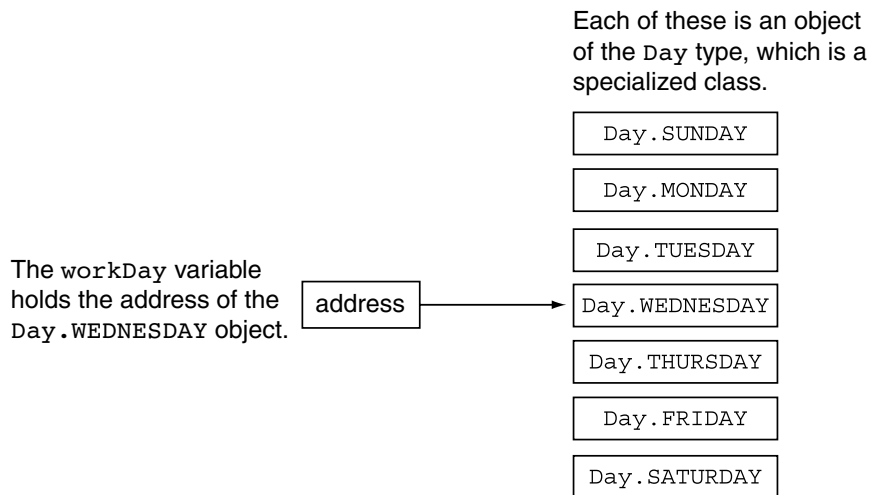 Each of these is an object
of the Day type, which is a
specialized class.
Day.SUNDAY
Day.MONDAY
Day.TUESDAY
The workDay variable
holds the address of the
Day.WEDNESDAY object.
address
Day.WEDNESDAY
Day.THURSDAY
Day.FRIDAY
Day.SATURDAY